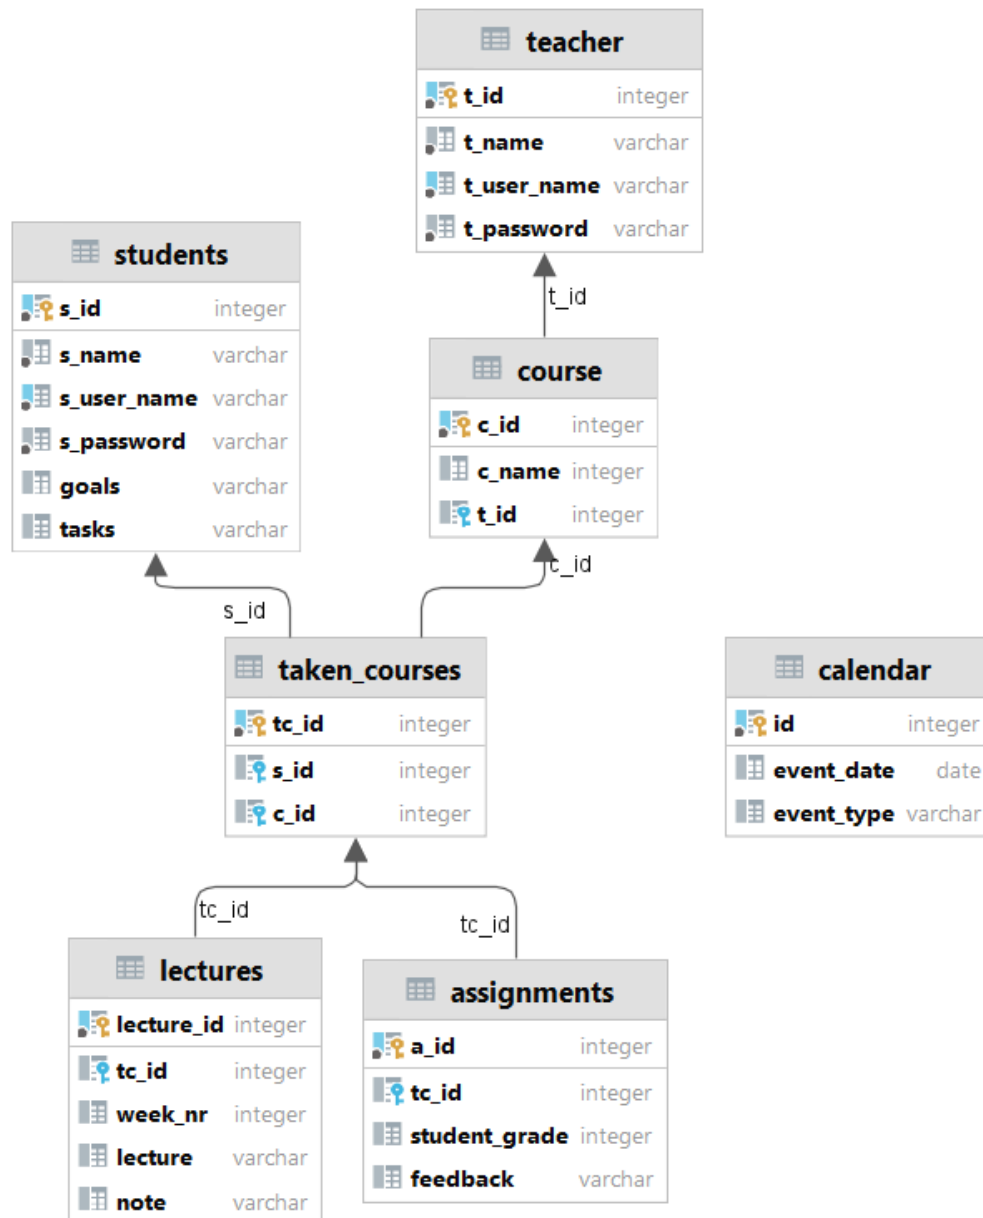 teacher
t_id integer
t_name varchar
t_user_name varchar
t_password varchar
students
s_id integer
s_name varchar
s_user_name varchar
s_password varchar
goals varchar
tasks varchar
t_id
course
c_id integer
c_name integer
t_id integer
s_id
c_id
taken_courses
tc_id integer
s_id integer
c_id integer
calendar
id integer
event_date date
event_type varchar
tc_id
tc_id
lectures
lecture_id integer
tc_id integer
week_nr integer
lecture varchar
note varchar
assignments
a_id integer
tc_id integer
student_grade integer
feedback varchar